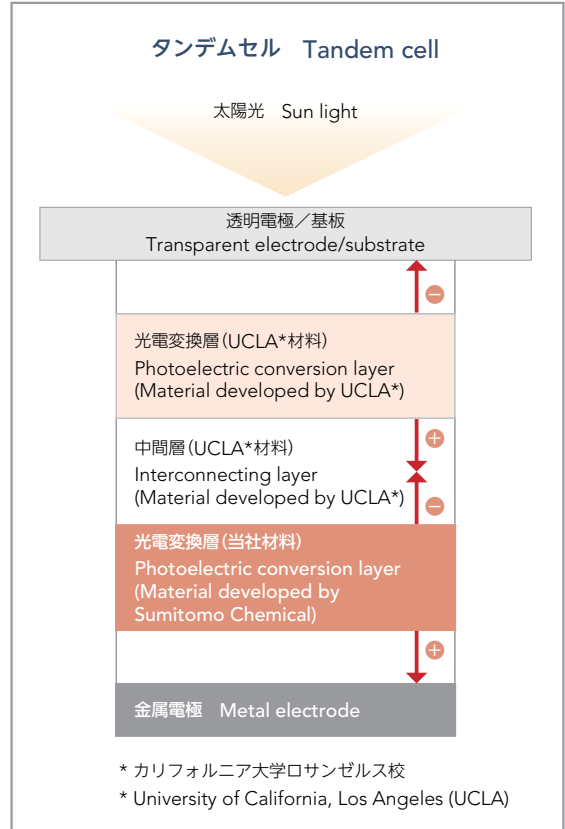 タンデムセル Tandem cell
太陽光 Sun light
透明電極／基板
Transparent electrode/substrate
−
光電変換層(UCLA*材料)
Photoelectric conversion layer
(Material developed by UCLA*)
+
中間層(UCLA*材料)
Interconnecting layer
(Material developed by UCLA*)
−
光電変換層(当社材料)
Photoelectric conversion layer
(Material developed by
Sumitomo Chemical)
+
金属電極 Metal electrode
* カリフォルニア大学ロサンゼルス校
* University of California, Los Angeles (UCLA)